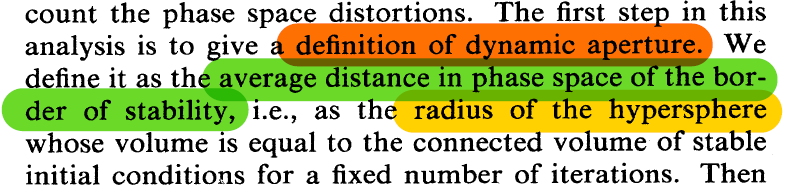 count the phase space distortions. The first step in this
analysis is to give a definition of dynamic aperture. We
define it as the average distance in phase space of the bor-
der of stability, i.e., as the radius of the hypersphere
whose volume is equal to the connected volume of stable
initial conditions for a fixed number of iterations. Then